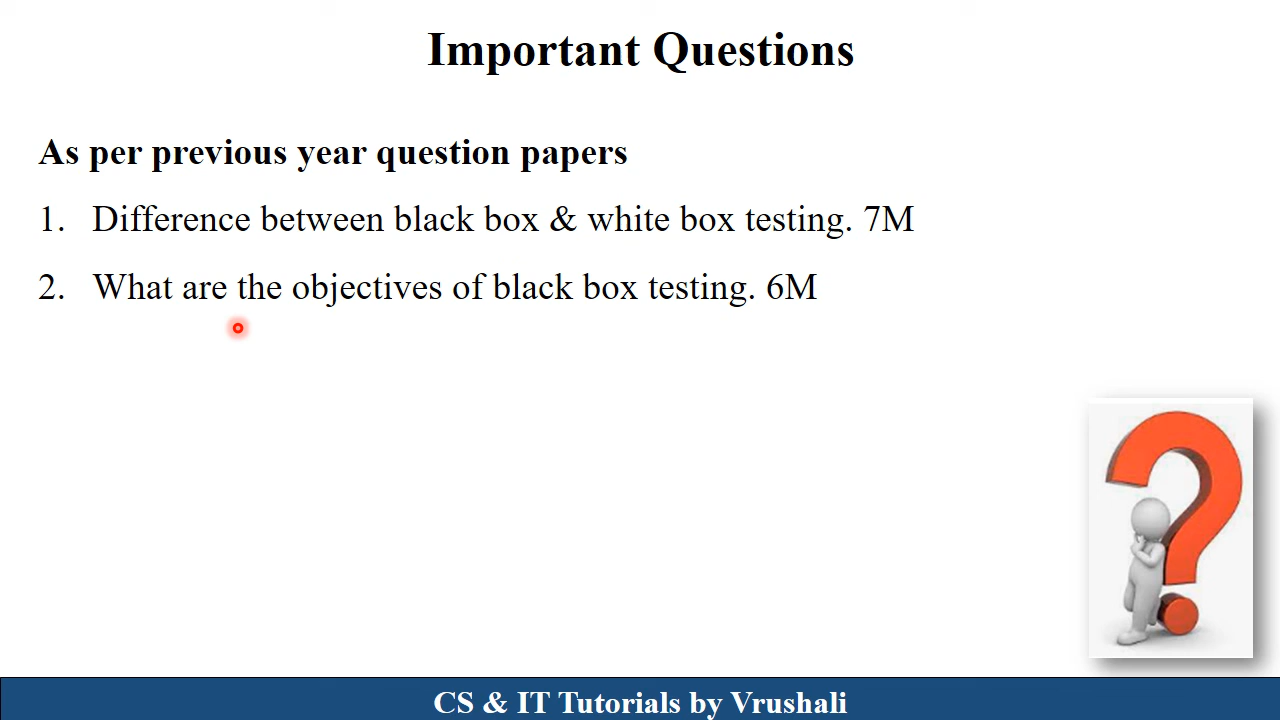 Important Questions
As per previous year question papers
1. Difference between black box & white box testing. 7M
2. What are the objectives of black box testing. 6M
CS & IT Tutorials by Vrushali